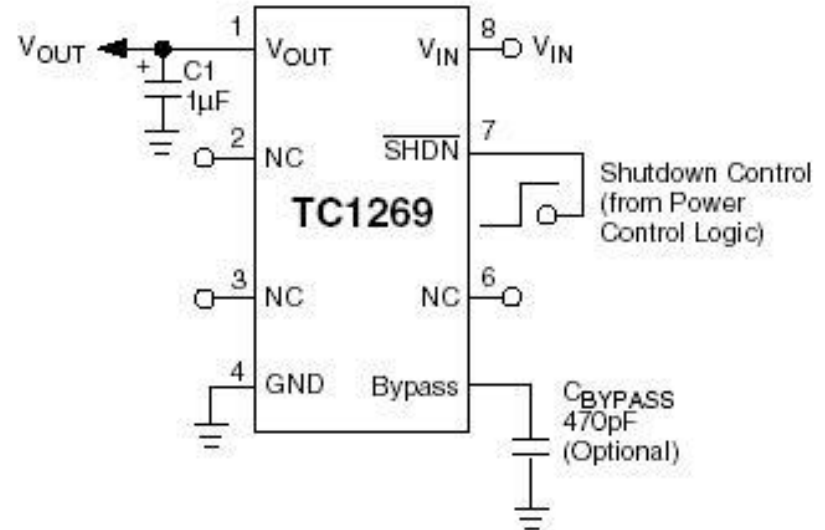 1
8
VOUT
VOUT
VIN
VIN
+
C1
1µF
2
NC
7
SHDN
Shutdown Control
(from Power
Control Logic)
TC1269
3
NC
6
NC
4
GND
Bypass
CBYPASS
470pF
(Optional)